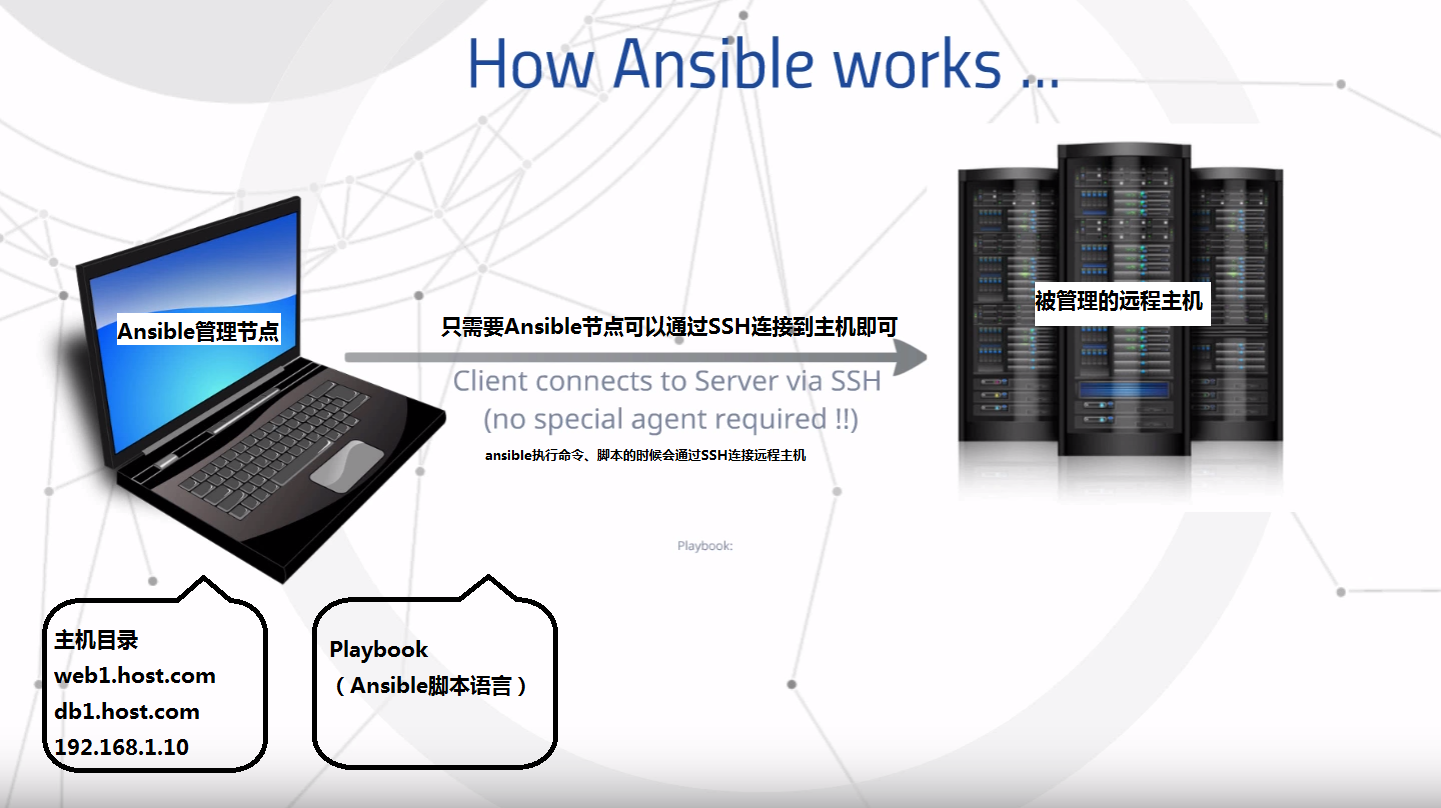 How Ansible works ...
Ansible管理节点
只需要Ansible节点可以通过SSH连接到主机即可
被管理的远程主机
Client connects to Server via SSH
(no special agent required !!)
ansible执行命令、脚本的时候会通过SSH连接远程主机
Playbook:
主机目录
web1.host.com
db1.host.com
192.168.1.10
Playbook
（Ansible脚本语言）